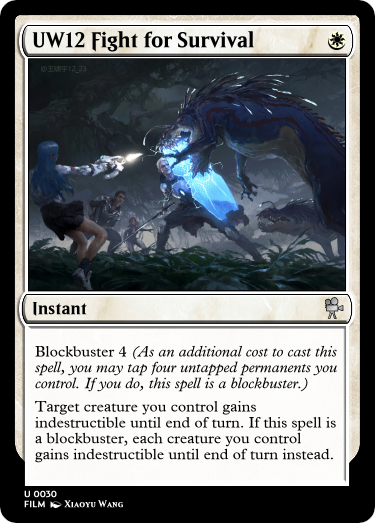 UW12 Fight for Survival
Instant
Blockbuster 4 (As an additional cost to cast this
spell, you may tap four untapped permanents you
control. If you do, this spell is a blockbuster.)
Target creature you control gains
indestructible until end of turn. If this spell is
a blockbuster, each creature you control
gains indestructible until end of turn instead.
U 0030
FILM Xiaoyu Wang